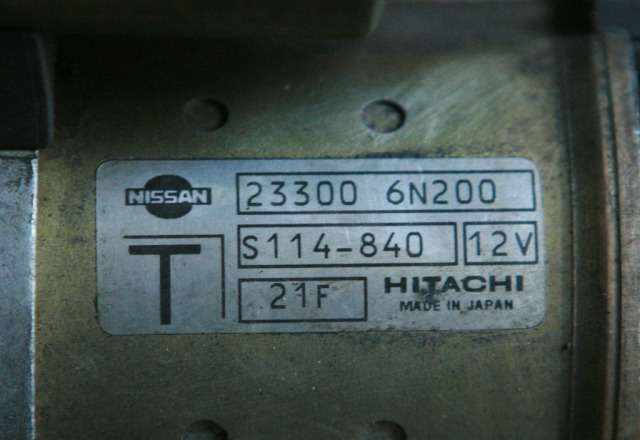 NISSAN 23300 6N200
T S114-840 12V
21F HITACHI
MADE IN JAPAN